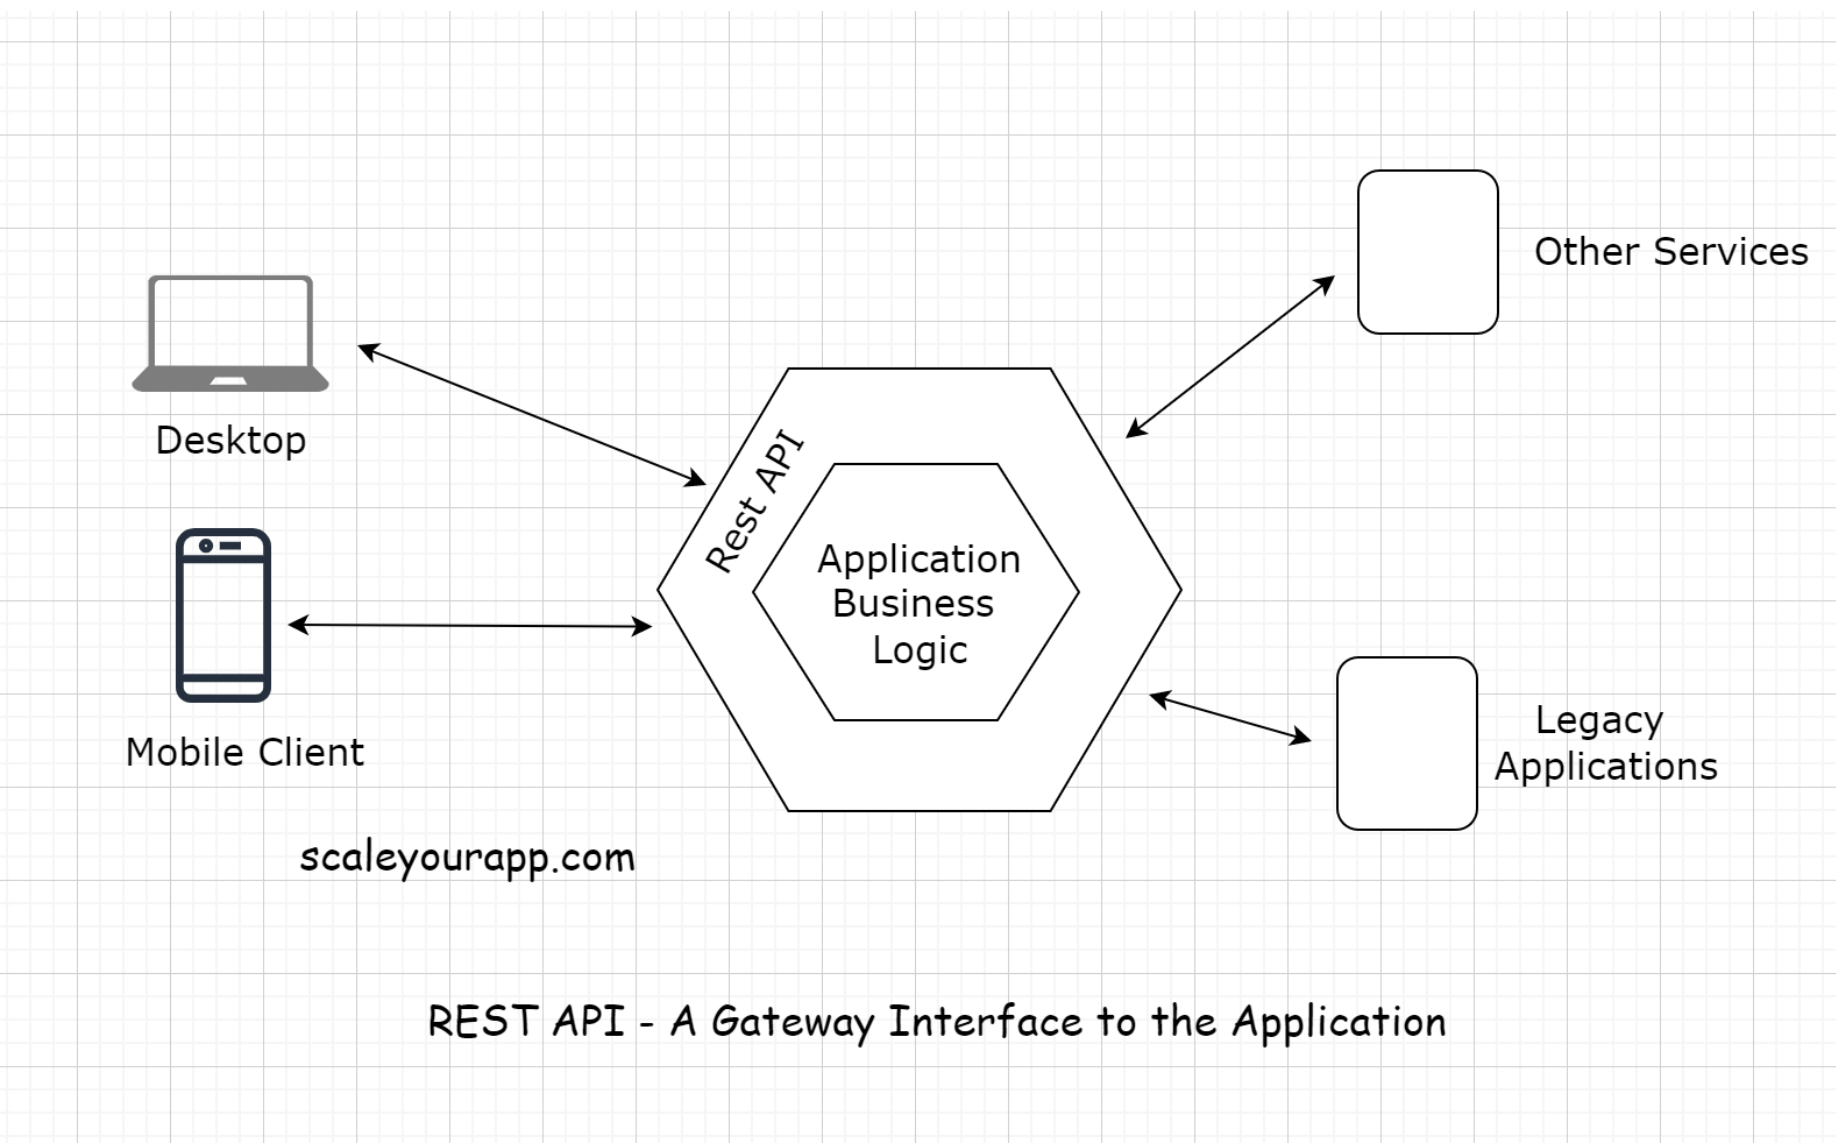 Other Services
Desktop
Rest API
Application
Business
Logic
Mobile Client
Legacy
Applications
scaleyourapp.com
REST API - A Gateway Interface to the Application